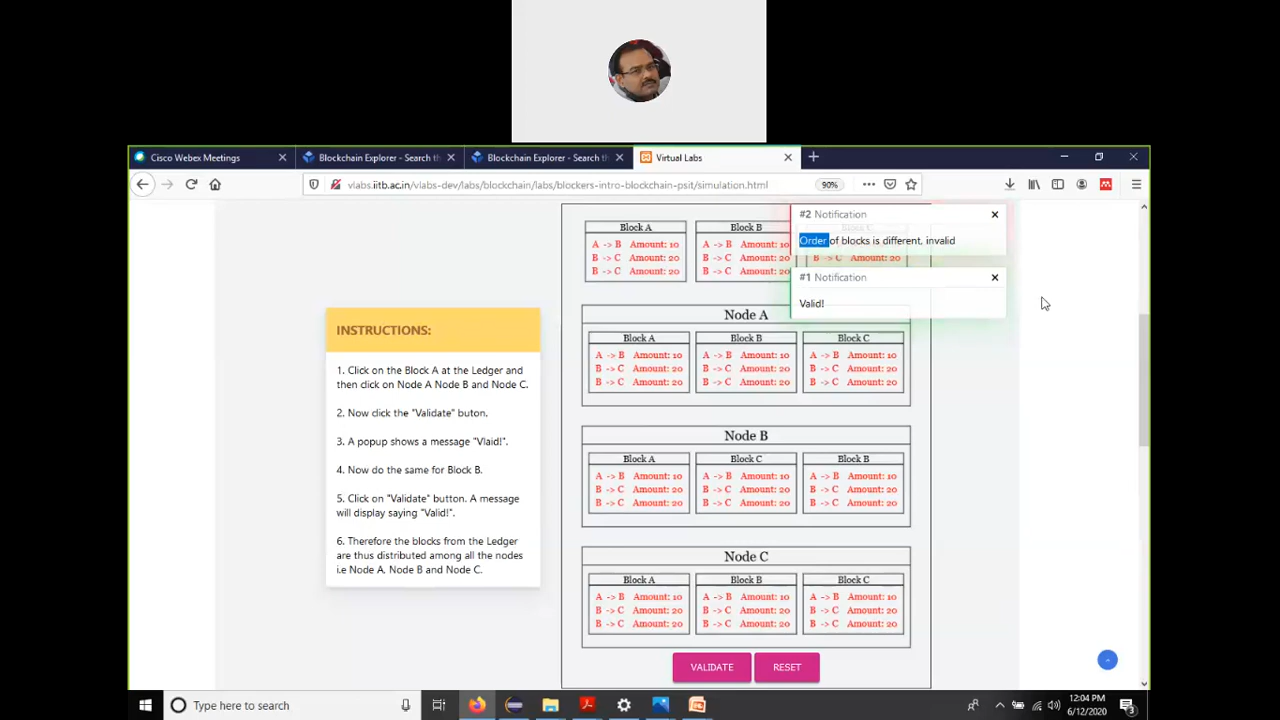 Cisco Webex Meetings
Blockchain Explorer - Search th
Blockchain Explorer - Search th
Virtual Labs
vlabs.iitb.ac.in/vlabs-dev/labs/blockchain/labs/blockers-intro-blockchain-psit/simulation.html
90%
#2 Notification
Order of blocks is different, invalid
#1 Notification
Valid!
Block A
A -> B Amount: 10
B -> C Amount: 20
B -> C Amount: 20
Block B
A -> B Amount: 10
B -> C Amount: 20
B -> C Amount: 20
Block C
B -> C Amount: 20
INSTRUCTIONS:
1. Click on the Block A at the Ledger and
then click on Node A Node B and Node C.
2. Now click the "Validate" buton.
3. A popup shows a message "Vlaid!".
4. Now do the same for Block B.
5. Click on "Validate" button. A message
will display saying "Valid!".
6. Therefore the blocks from the Ledger
are thus distributed among all the nodes
i.e Node A. Node B and Node C.
Node A
Block A
A -> B Amount: 10
B -> C Amount: 20
B -> C Amount: 20
Block B
A -> B Amount: 10
B -> C Amount: 20
B -> C Amount: 20
Block C
A -> B Amount: 10
B -> C Amount: 20
B -> C Amount: 20
Node B
Block A
A -> B Amount: 10
B -> C Amount: 20
B -> C Amount: 20
Block C
A -> B Amount: 10
B -> C Amount: 20
B -> C Amount: 20
Block B
A -> B Amount: 10
B -> C Amount: 20
B -> C Amount: 20
Node C
Block A
A -> B Amount: 10
B -> C Amount: 20
B -> C Amount: 20
Block B
A -> B Amount: 10
B -> C Amount: 20
B -> C Amount: 20
Block C
A -> B Amount: 10
B -> C Amount: 20
B -> C Amount: 20
VALIDATE
RESET
Type here to search
12:04 PM
6/12/2020
3